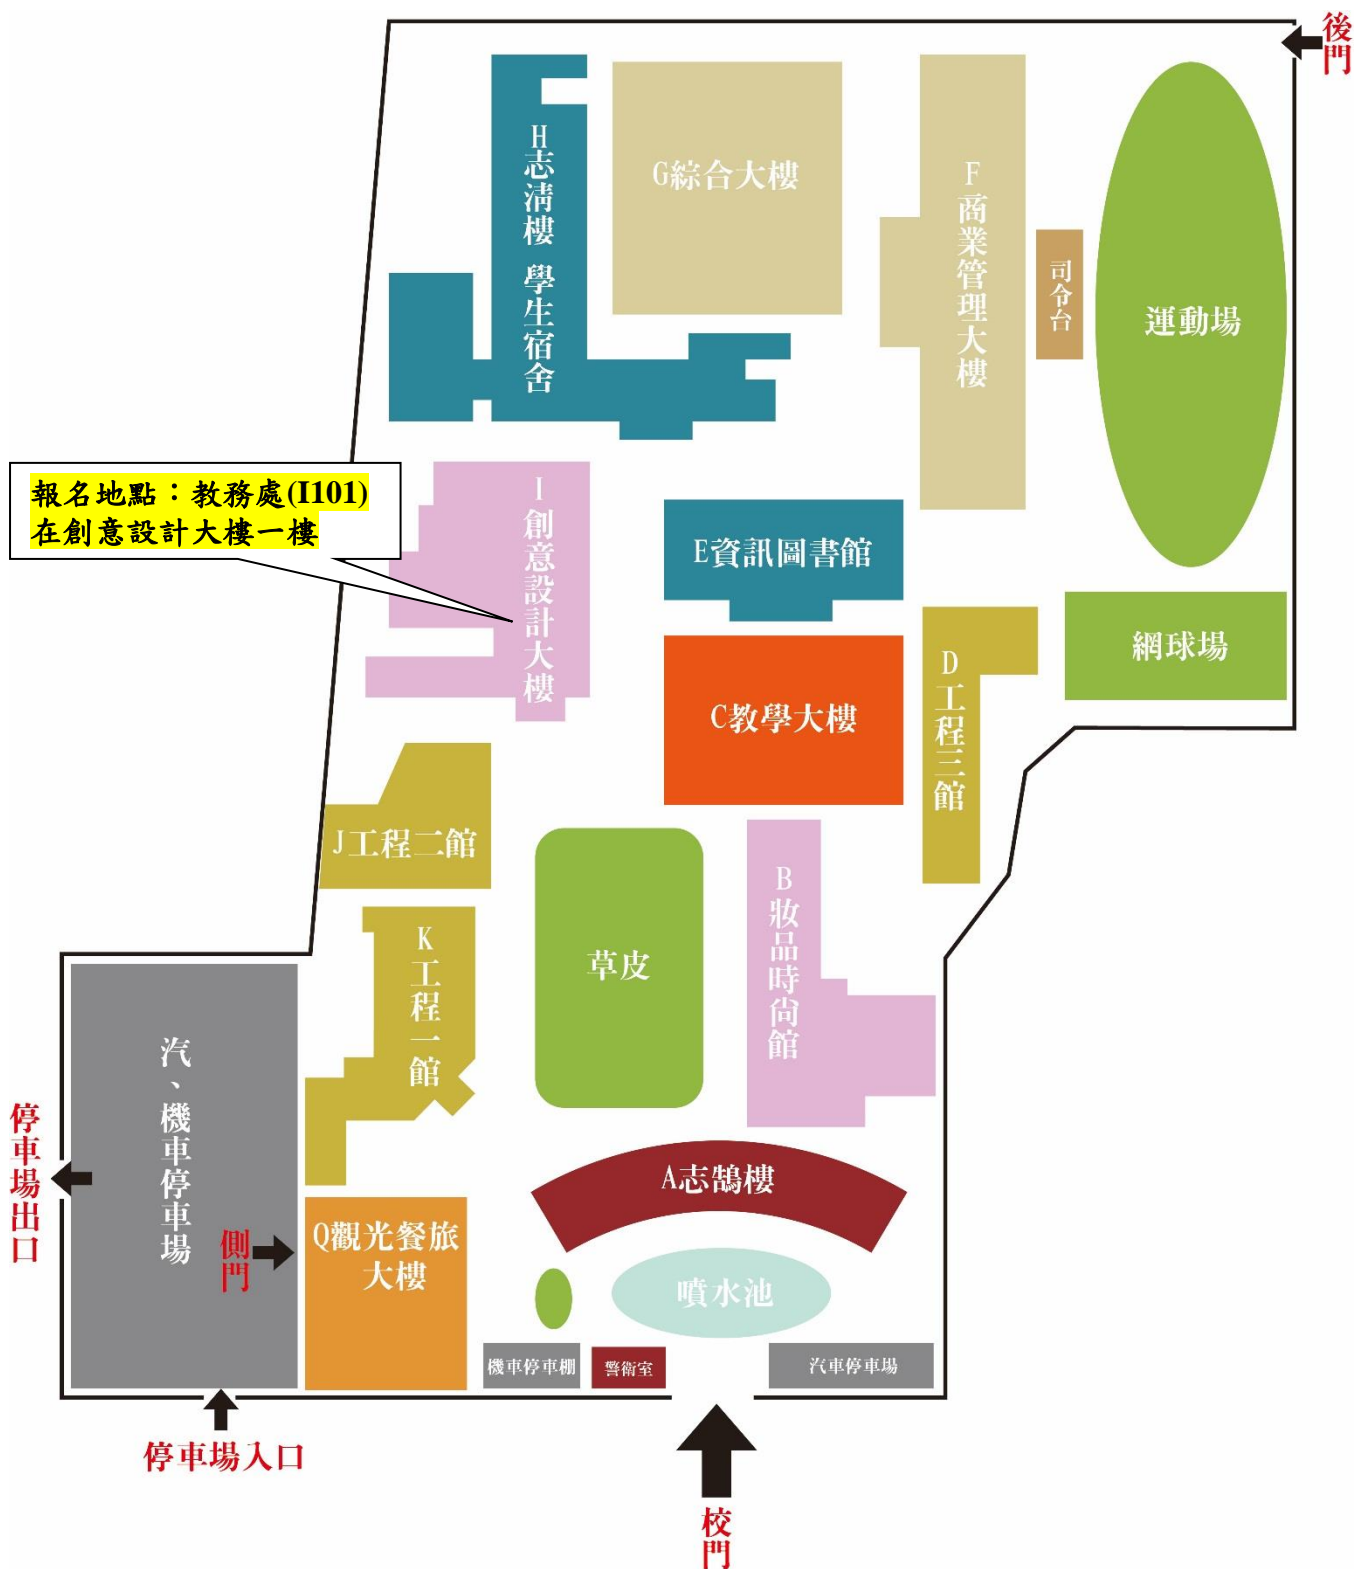 後門
H志清樓 學生宿舍
G綜合大樓
F商業管理大樓
司令台
運動場
報名地點：教務處(I101)
在創意設計大樓一樓
I創意設計大樓
E資訊圖書館
網球場
D工程三館
C教學大樓
J工程二館
B妝品時尚館
草皮
K工程一館
汽、機車停車場
停車場出口
A志鵠樓
側門
Q觀光餐旅
大樓
噴水池
機車停車棚
警衛室
汽車停車場
停車場入口
校門